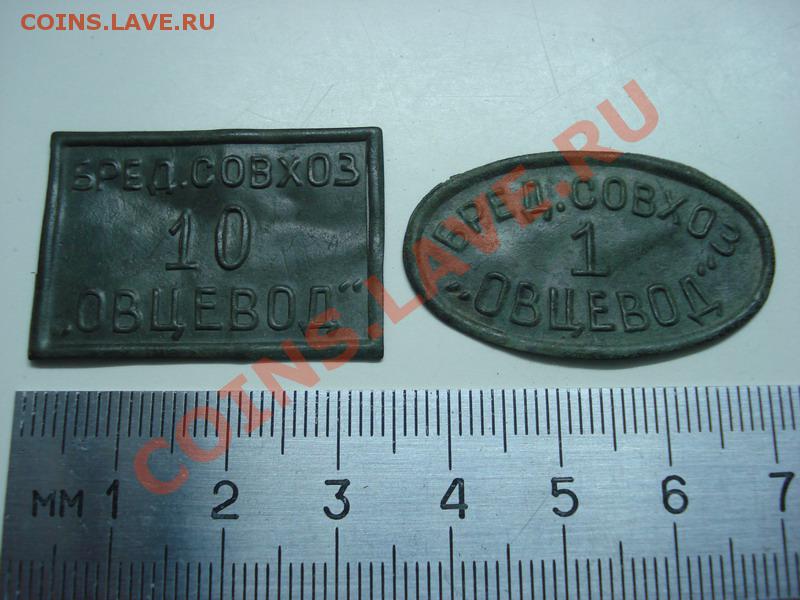 COINS.LAVE.RU
БРЕД.СОВХОЗ
10
„ОВЦЕВОД“
БРЕД.СОВХОЗ
1
“ОВЦЕВОД”
COINS.LAVE.RU
ММ 1 2 3 4 5 6 7